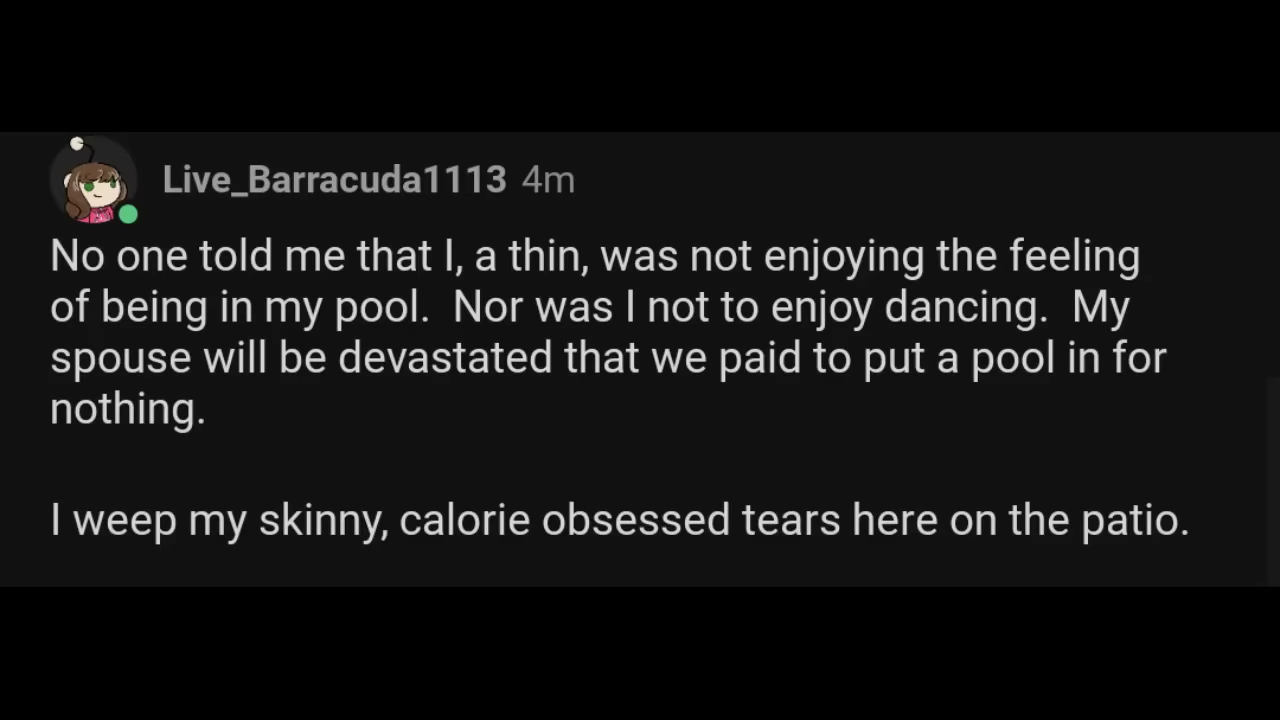 Live_Barracuda1113 4m
No one told me that I, a thin, was not enjoying the feeling
of being in my pool.  Nor was I not to enjoy dancing.  My
spouse will be devastated that we paid to put a pool in for
nothing.
I weep my skinny, calorie obsessed tears here on the patio.